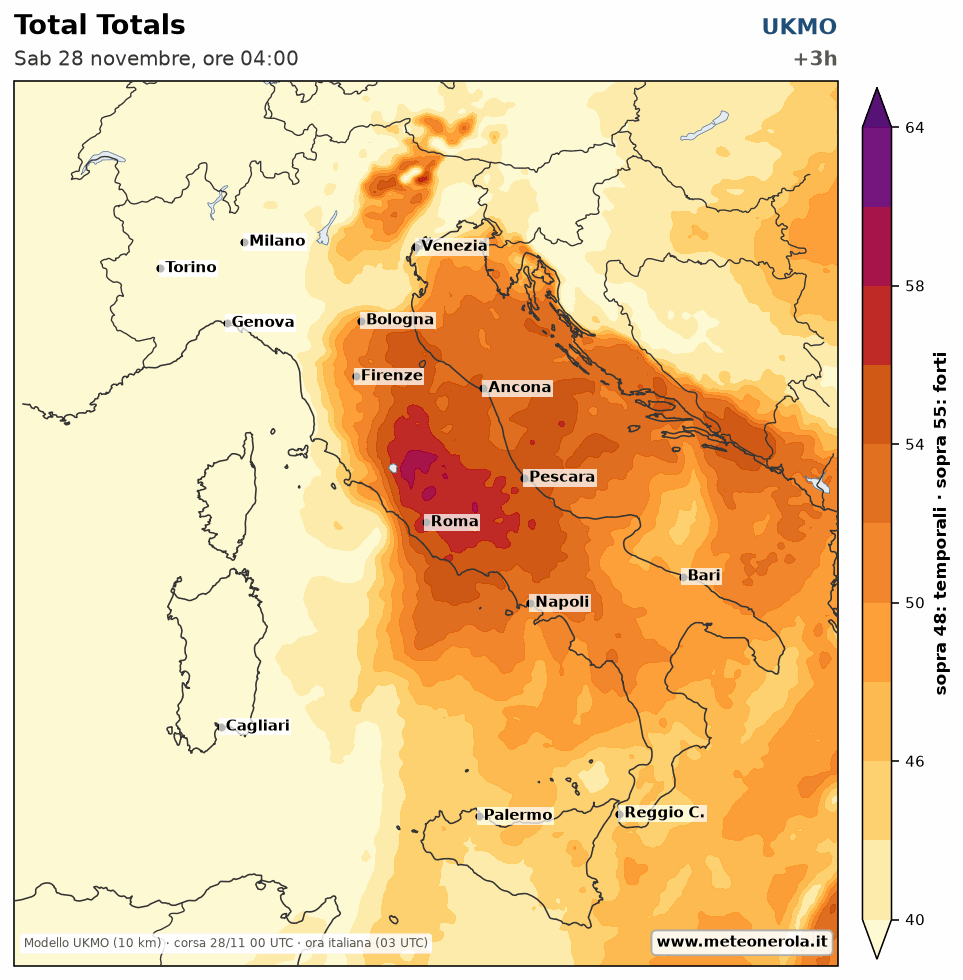 Total Totals
UKMO
Sab 28 novembre, ore 04:00
+3h
Milano
Venezia
Torino
Genova
Bologna
Firenze
Ancona
Pescara
Roma
Bari
Napoli
Cagliari
Palermo
Reggio C.
64
58
54
50
46
40
sopra 48: temporali · sopra 55: forti
Modello UKMO (10 km) · corsa 28/11 00 UTC · ora italiana (03 UTC)
www.meteonerola.it